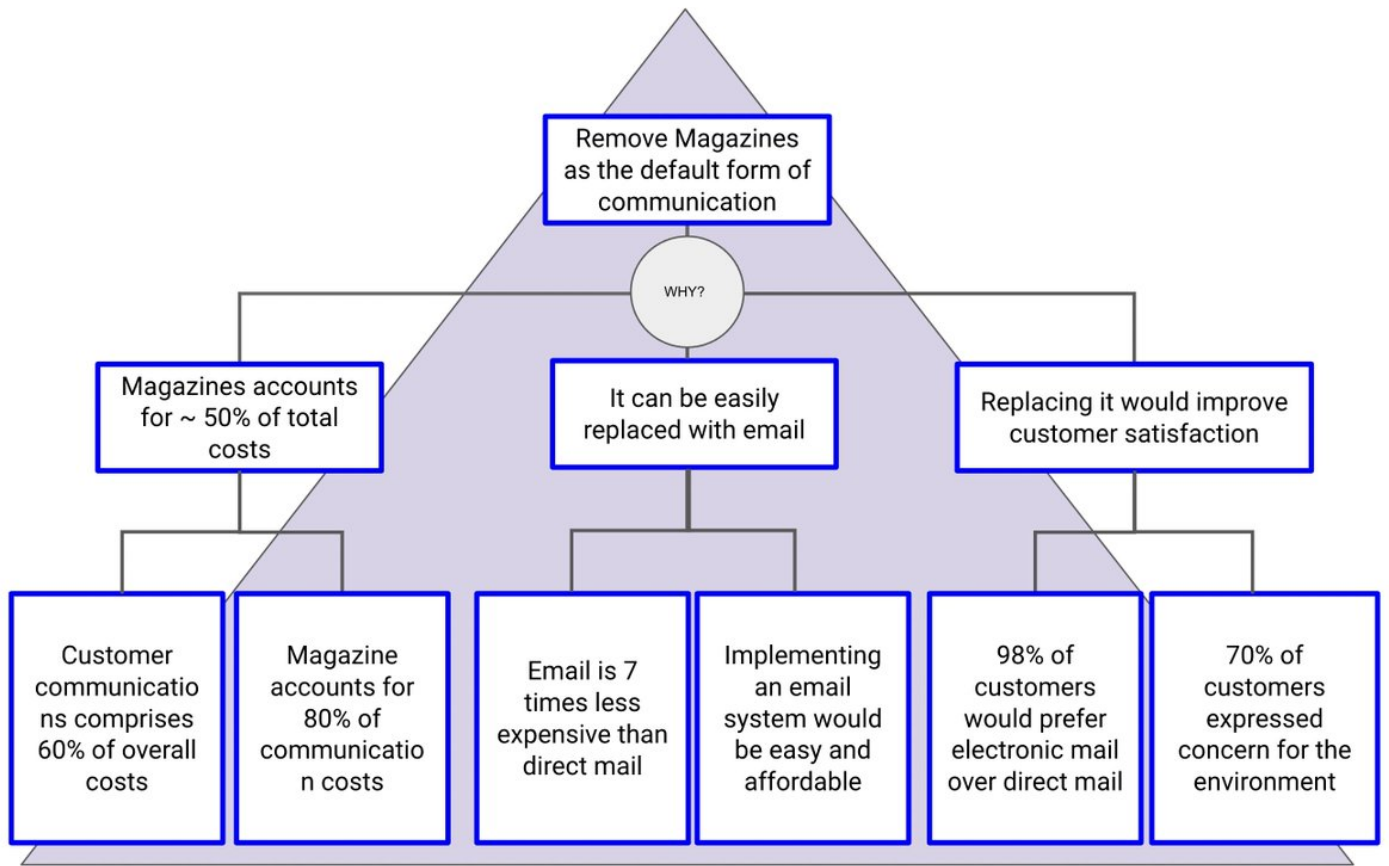 Remove Magazines
as the default form of
communication
WHY?
Magazines accounts
for ~ 50% of total
costs
It can be easily
replaced with email
Replacing it would improve
customer satisfaction
Customer
communicatio
ns comprises
60% of overall
costs
Magazine
accounts for
80% of
communicatio
n costs
Email is 7
times less
expensive than
direct mail
Implementing
an email
system would
be easy and
affordable
98% of
customers
would prefer
electronic mail
over direct mail
70% of
customers
expressed
concern for the
environment